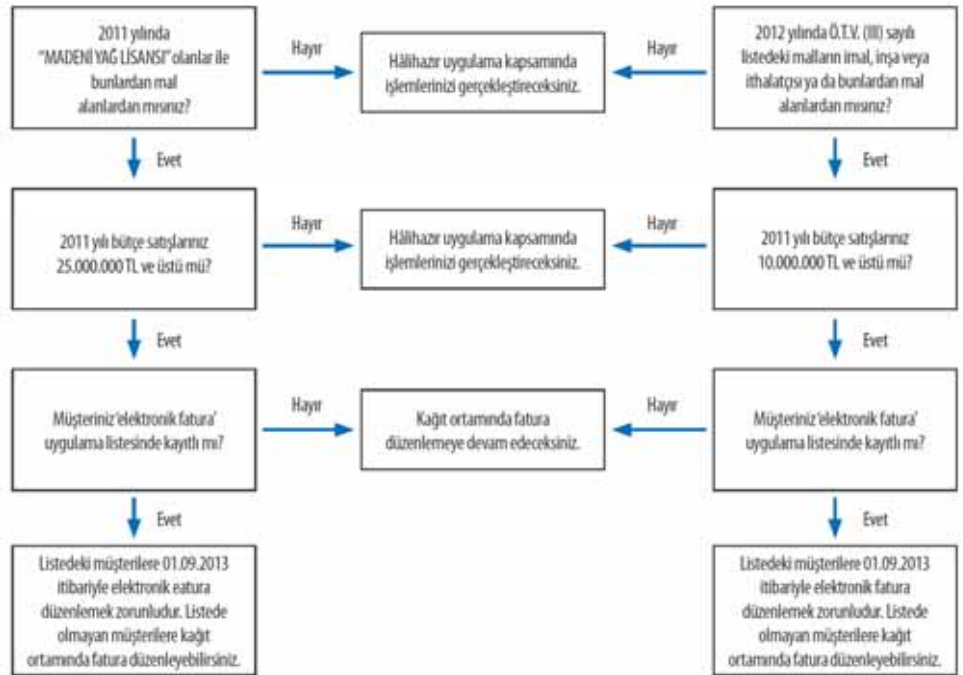 2011 yılında
"MADENİ YAĞ LİSANSI" olanlar ile
bunlardan mal
alanlardan mısınız?
Hayır
Hâlihazır uygulama kapsamında
işlemlerinizi gerçekleştireceksiniz.
Hayır
2012 yılında Ö.T.V. (III) sayılı
listedeki malların imal, inşa veya
ithalatçısı ya da bunlardan mal
alanlardan mısınız?
Evet
Evet
2011 yılı bütçe satışlarınız
25.000.000 TL ve üstü mü?
Hayır
Hâlihazır uygulama kapsamında
işlemlerinizi gerçekleştireceksiniz.
Hayır
2011 yılı bütçe satışlarınız
10.000.000 TL ve üstü mü?
Evet
Evet
Müşteriniz 'elektronik fatura'
uygulama listesinde kayıtlı mı?
Hayır
Kağıt ortamında fatura
düzenlemeye devam edeceksiniz.
Hayır
Müşteriniz 'elektronik fatura'
uygulama listesinde kayıtlı mı?
Evet
Evet
Listedeki müşterilere 01.09.2013
itibariyle elektronik eatura
düzenlemek zorunludur. Listede
olmayan müşterilere kağıt
ortamında fatura düzenleyebilirsiniz.
Listedeki müşterilere 01.09.2013
itibariyle elektronik fatura
düzenlemek zorunludur. Listede
olmayan müşterilere kağıt
ortamında fatura düzenleyebilirsiniz.